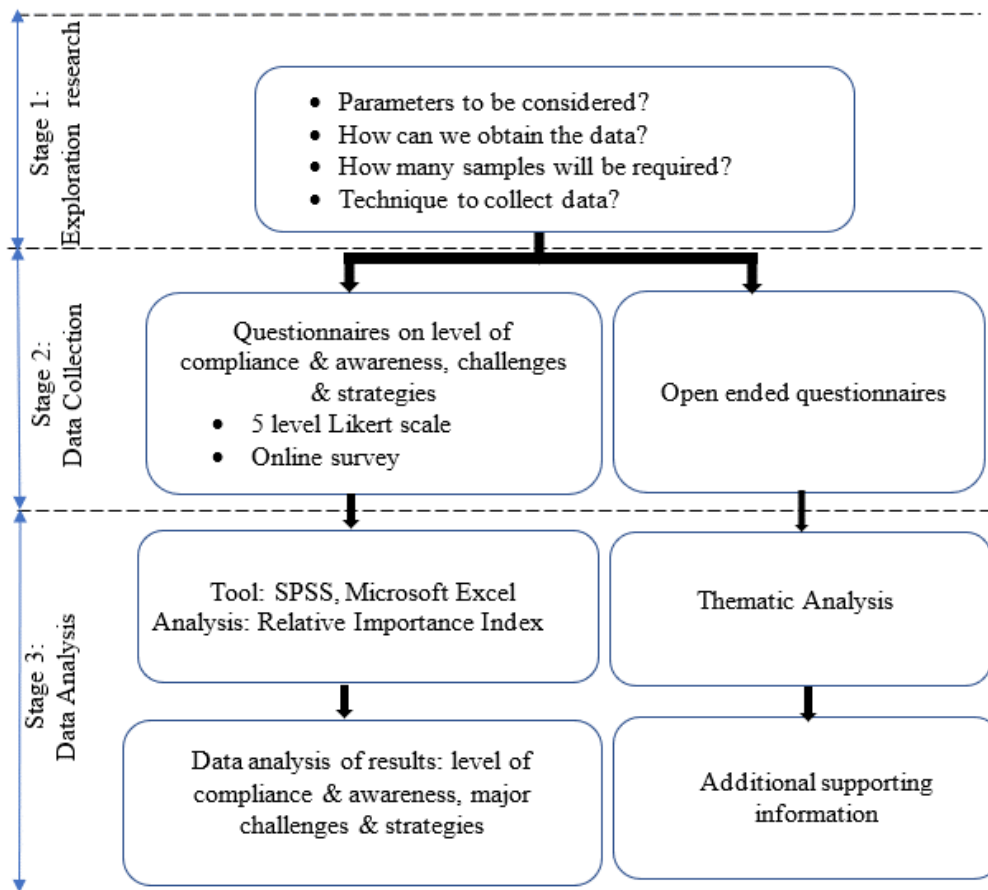 Stage 1:
Exploration research
• Parameters to be considered?
• How can we obtain the data?
• How many samples will be required?
• Technique to collect data?
Stage 2:
Data Collection
Questionnaires on level of
compliance & awareness, challenges
& strategies
• 5 level Likert scale
• Online survey
Open ended questionnaires
Stage 3:
Data Analysis
Tool: SPSS, Microsoft Excel
Analysis: Relative Importance Index
Thematic Analysis
Data analysis of results: level of
compliance & awareness, major
challenges & strategies
Additional supporting
information